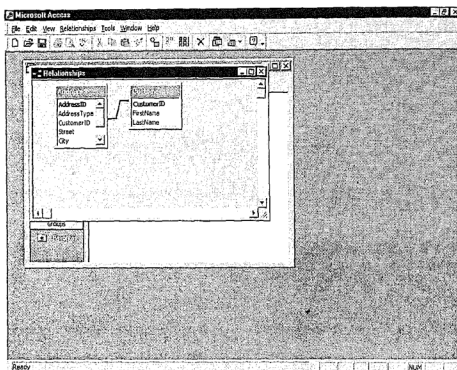 Microsoft Access
File Edit View Relationships Tools Window Help
Relationships
AddressID
AddressType
CustomerID
Street
City
CustomerID
FirstName
LastName
Groups
Ready
NUM